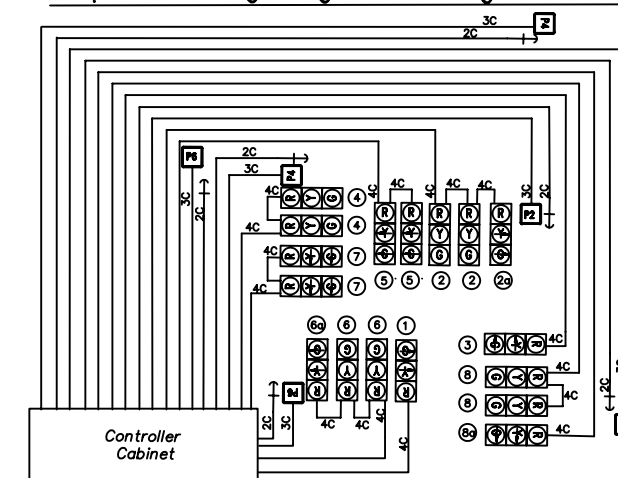 3C P4
2C
P6 2C P4
3C
3C 2C
4C R Y G 4
R Y G 4
4C
4C R Y G 7
R Y G 7
4C
4C 4C 4C 4C
R R R R R
Y Y Y Y Y
G G G G G
5 5 2 2 2a
3C 2C
P2
6a 6 6 1
G G G G
Y Y Y Y
R R R R
4C 4C 4C
4C
2C 3C
3 G Y R 4C
8 G Y R 4C
8 G Y R 4C
8a G Y R 4C
2C
Controller
Cabinet